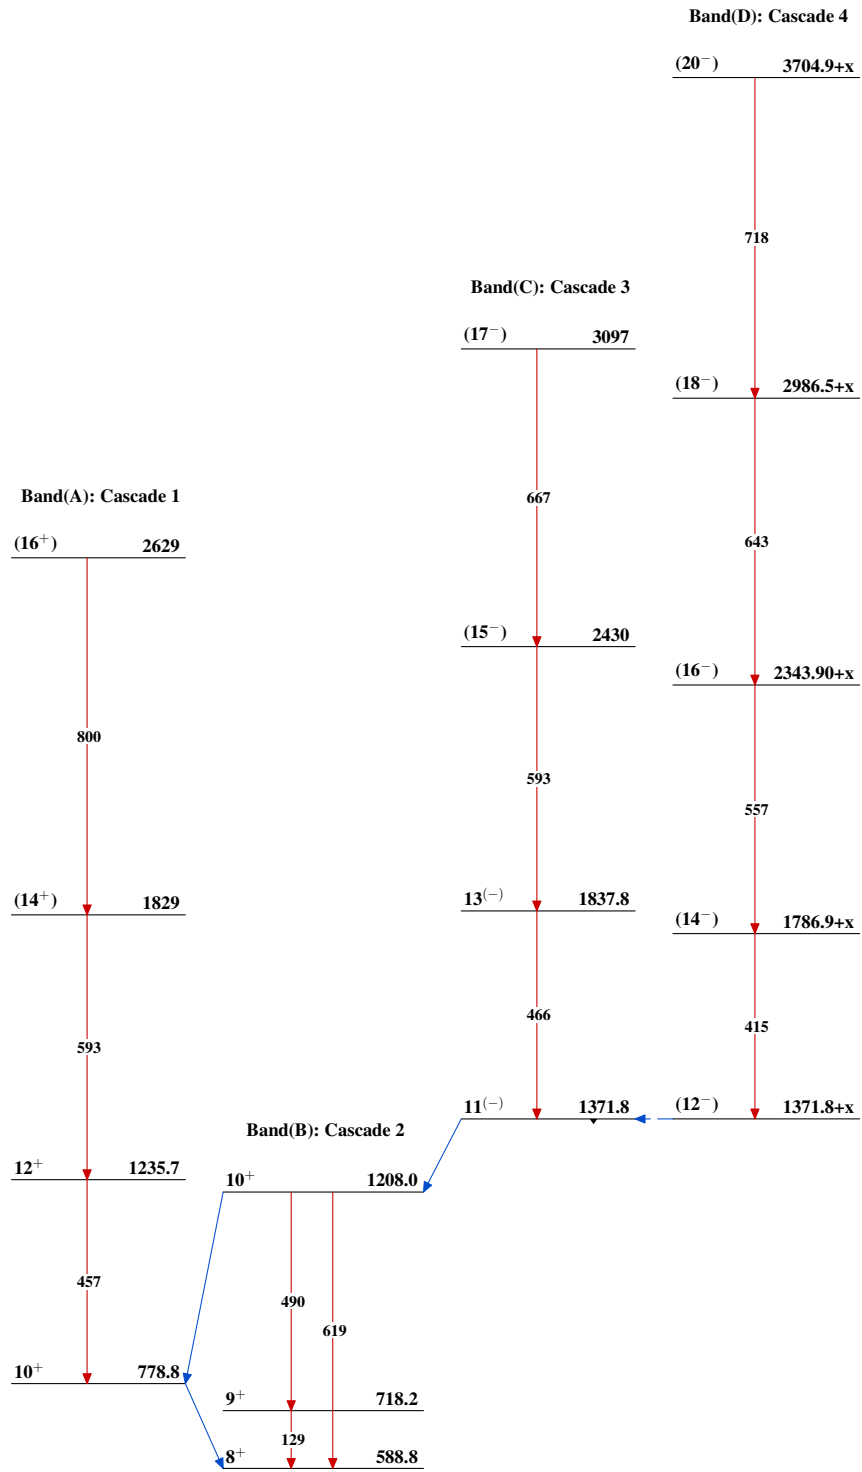 Band(D): Cascade 4
(20⁻) 3704.9+x
718
(18⁻) 2986.5+x
643
(16⁻) 2343.90+x
557
(14⁻) 1786.9+x
415
(12⁻) 1371.8+x
Band(C): Cascade 3
(17⁻) 3097
667
(15⁻) 2430
593
13⁽⁻⁾ 1837.8
466
11⁽⁻⁾ 1371.8
Band(A): Cascade 1
(16⁺) 2629
800
(14⁺) 1829
593
12⁺ 1235.7
457
10⁺ 778.8
Band(B): Cascade 2
10⁺ 1208.0
490
619
9⁺ 718.2
129
8⁺ 588.8